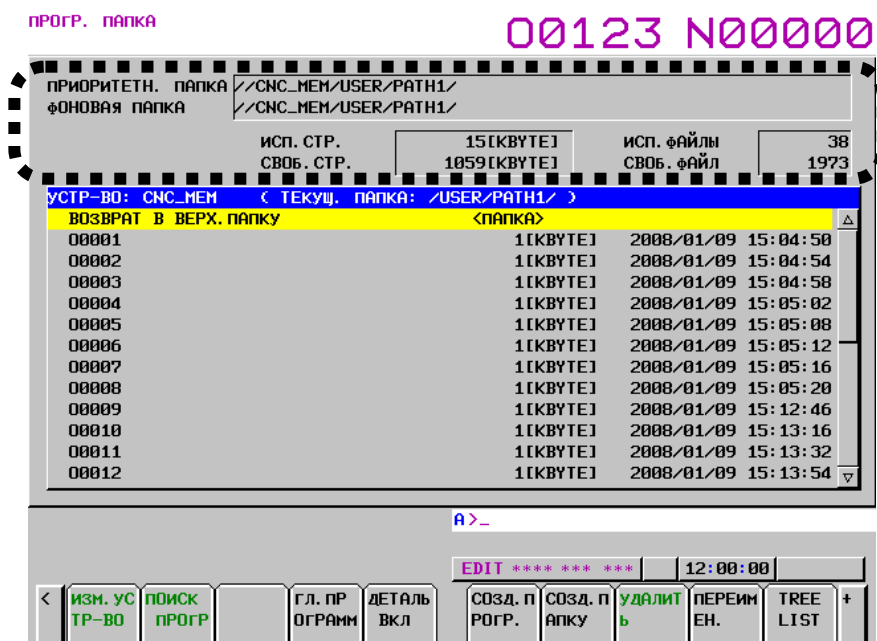 ПРОГР. ПАПКА
O0123 N00000
ПРИОРИТЕТН. ПАПКА //CNC_MEM/USER/PATH1/
ФОНОВАЯ ПАПКА //CNC_MEM/USER/PATH1/
ИСП. СТР. 15[KBYTE] ИСП. ФАЙЛЫ 38
СВОБ. СТР. 1059[KBYTE] СВОБ. ФАЙЛ 1973
УСТР-ВО: CNC_MEM ( ТЕКУЩ. ПАПКА: /USER/PATH1/ )
ВОЗВРАТ В ВЕРХ. ПАПКУ <ПАПКА>
O0001 1[KBYTE] 2008/01/09 15:04:50
O0002 1[KBYTE] 2008/01/09 15:04:54
O0003 1[KBYTE] 2008/01/09 15:04:58
O0004 1[KBYTE] 2008/01/09 15:05:02
O0005 1[KBYTE] 2008/01/09 15:05:08
O0006 1[KBYTE] 2008/01/09 15:05:12
O0007 1[KBYTE] 2008/01/09 15:05:16
O0008 1[KBYTE] 2008/01/09 15:05:20
O0009 1[KBYTE] 2008/01/09 15:12:46
O0010 1[KBYTE] 2008/01/09 15:13:16
O0011 1[KBYTE] 2008/01/09 15:13:32
O0012 1[KBYTE] 2008/01/09 15:13:54
A>_
EDIT **** *** *** 12:00:00
< ИЗМ. УС ПОИСК ГЛ. ПР ДЕТАЛЬ СОЗД. П СОЗД. П УДАЛИТ ПЕРЕИМ TREE +
ТР-ВО ПРОГР ОГРАММ ВКЛ РОГР. АПКУ Ь ЕН. LIST